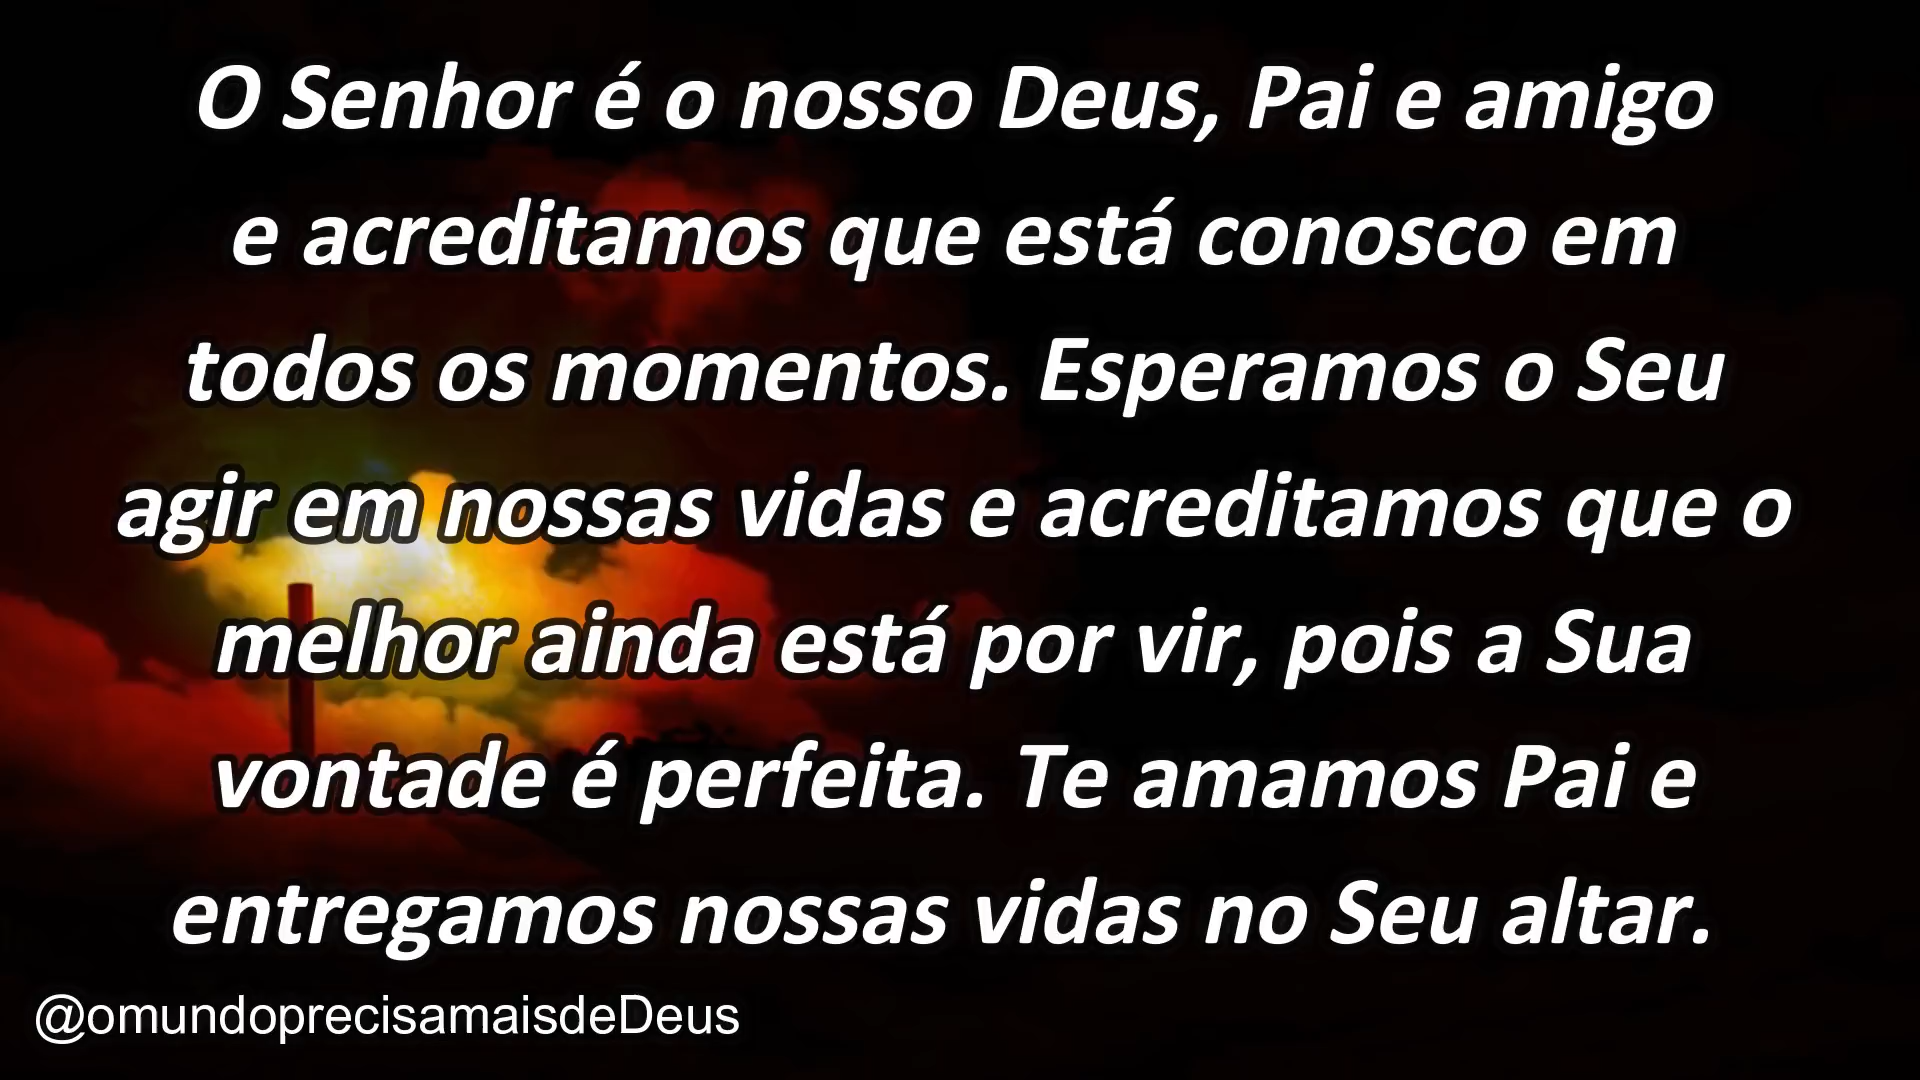 O Senhor é o nosso Deus, Pai e amigo
e acreditamos que está conosco em
todos os momentos. Esperamos o Seu
agir em nossas vidas e acreditamos que o
melhor ainda está por vir, pois a Sua
vontade é perfeita. Te amamos Pai e
entregamos nossas vidas no Seu altar.
@omundoprecisamaisdeDeus